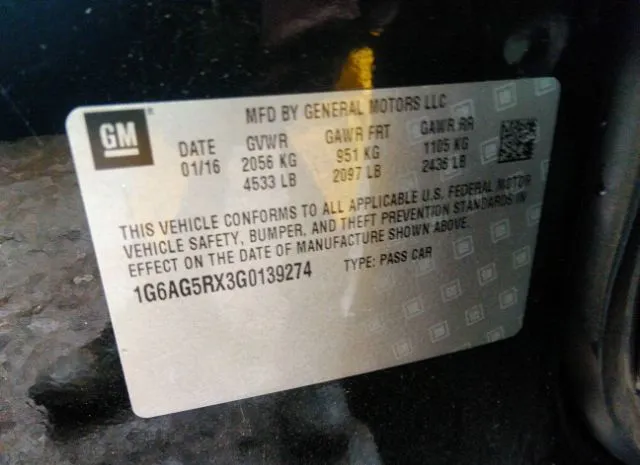 GM
MFD BY GENERAL MOTORS LLC
DATE GVWR GAWR FRT GAWR RR
01/16 2056 KG 951 KG 1105 KG
4533 LB 2097 LB 2436 LB
THIS VEHICLE CONFORMS TO ALL APPLICABLE U.S. FEDERAL MOTOR
VEHICLE SAFETY, BUMPER, AND THEFT PREVENTION STANDARDS IN
EFFECT ON THE DATE OF MANUFACTURE SHOWN ABOVE.
1G6AG5RX3G0139274 TYPE: PASS CAR